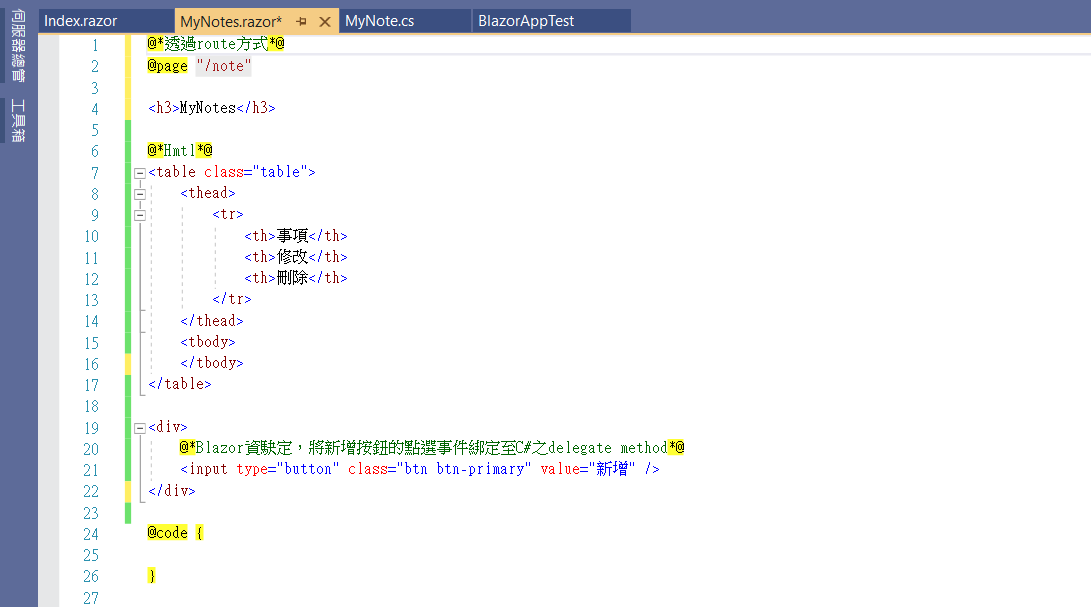 伺服器總管
工具箱
Index.razor MyNotes.razor* MyNote.cs BlazorAppTest
1 @*透過route方式*@
2 @page "/note"
3
4 <h3>MyNotes</h3>
5
6 @*Hmtl*@
7 <table class="table">
8 <thead>
9 <tr>
10 <th>事項</th>
11 <th>修改</th>
12 <th>刪除</th>
13 </tr>
14 </thead>
15 <tbody>
16 </tbody>
17 </table>
18
19 <div>
20 @*Blazor資駃定，將新增按鈕的點選事件綁定至C#之delegate method*@
21 <input type="button" class="btn btn-primary" value="新增" />
22 </div>
23
24 @code {
25
26 }
27